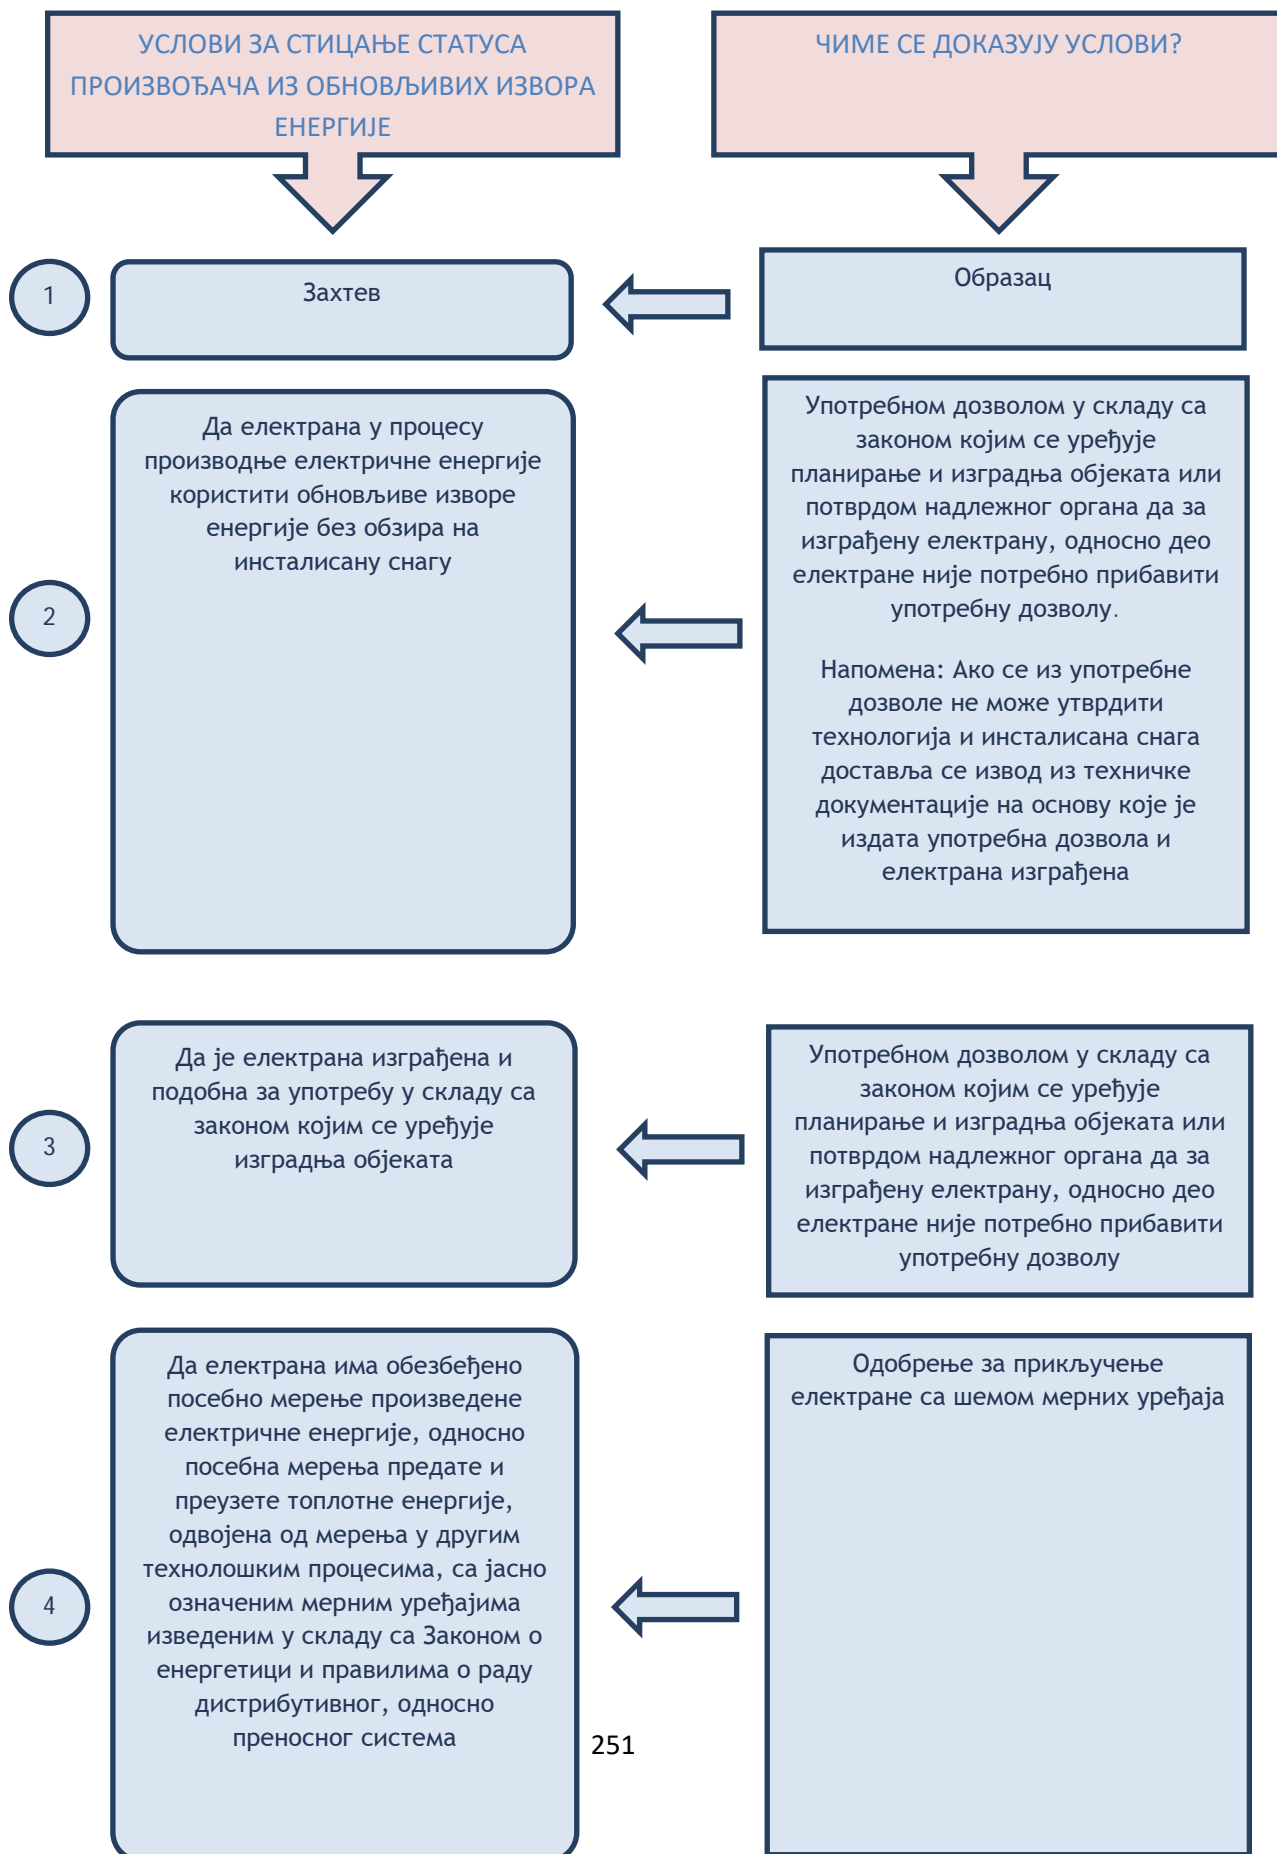 УСЛОВИ ЗА СТИЦАЊЕ СТАТУСА
ПРОИЗВОЂАЧА ИЗ ОБНОВЉИВИХ ИЗВОРА
ЕНЕРГИЈЕ
ЧИМЕ СЕ ДОКАЗУЈУ УСЛОВИ?
1
Захтев
Образац
2
Да електрана у процесу
производње електричне енергије
користити обновљиве изворе
енергије без обзира на
инсталисану снагу
Употребном дозволом у складу са
законом којим се уређује
планирање и изградња објеката или
потврдом надлежног органа да за
изграђену електрану, односно део
електране није потребно прибавити
употребну дозволу.
Напомена: Ако се из употребне
дозволе не може утврдити
технологија и инсталисана снага
доставља се извод из техничке
документације на основу које је
издата употребна дозвола и
електрана изграђена
3
Да је електрана изграђена и
подобна за употребу у складу са
законом којим се уређује
изградња објеката
Употребном дозволом у складу са
законом којим се уређује
планирање и изградња објеката или
потврдом надлежног органа да за
изграђену електрану, односно део
електране није потребно прибавити
употребну дозволу
4
Да електрана има обезбеђено
посебно мерење произведене
електричне енергије, односно
посебна мерења предате и
преузете топлотне енергије,
одвојена од мерења у другим
технолошким процесима, са јасно
означеним мерним уређајима
изведеним у складу са Законом о
енергетици и правилима о раду
дистрибутивног, односно
преносног система
Одобрење за прикључење
електране са шемом мерних уређаја
251